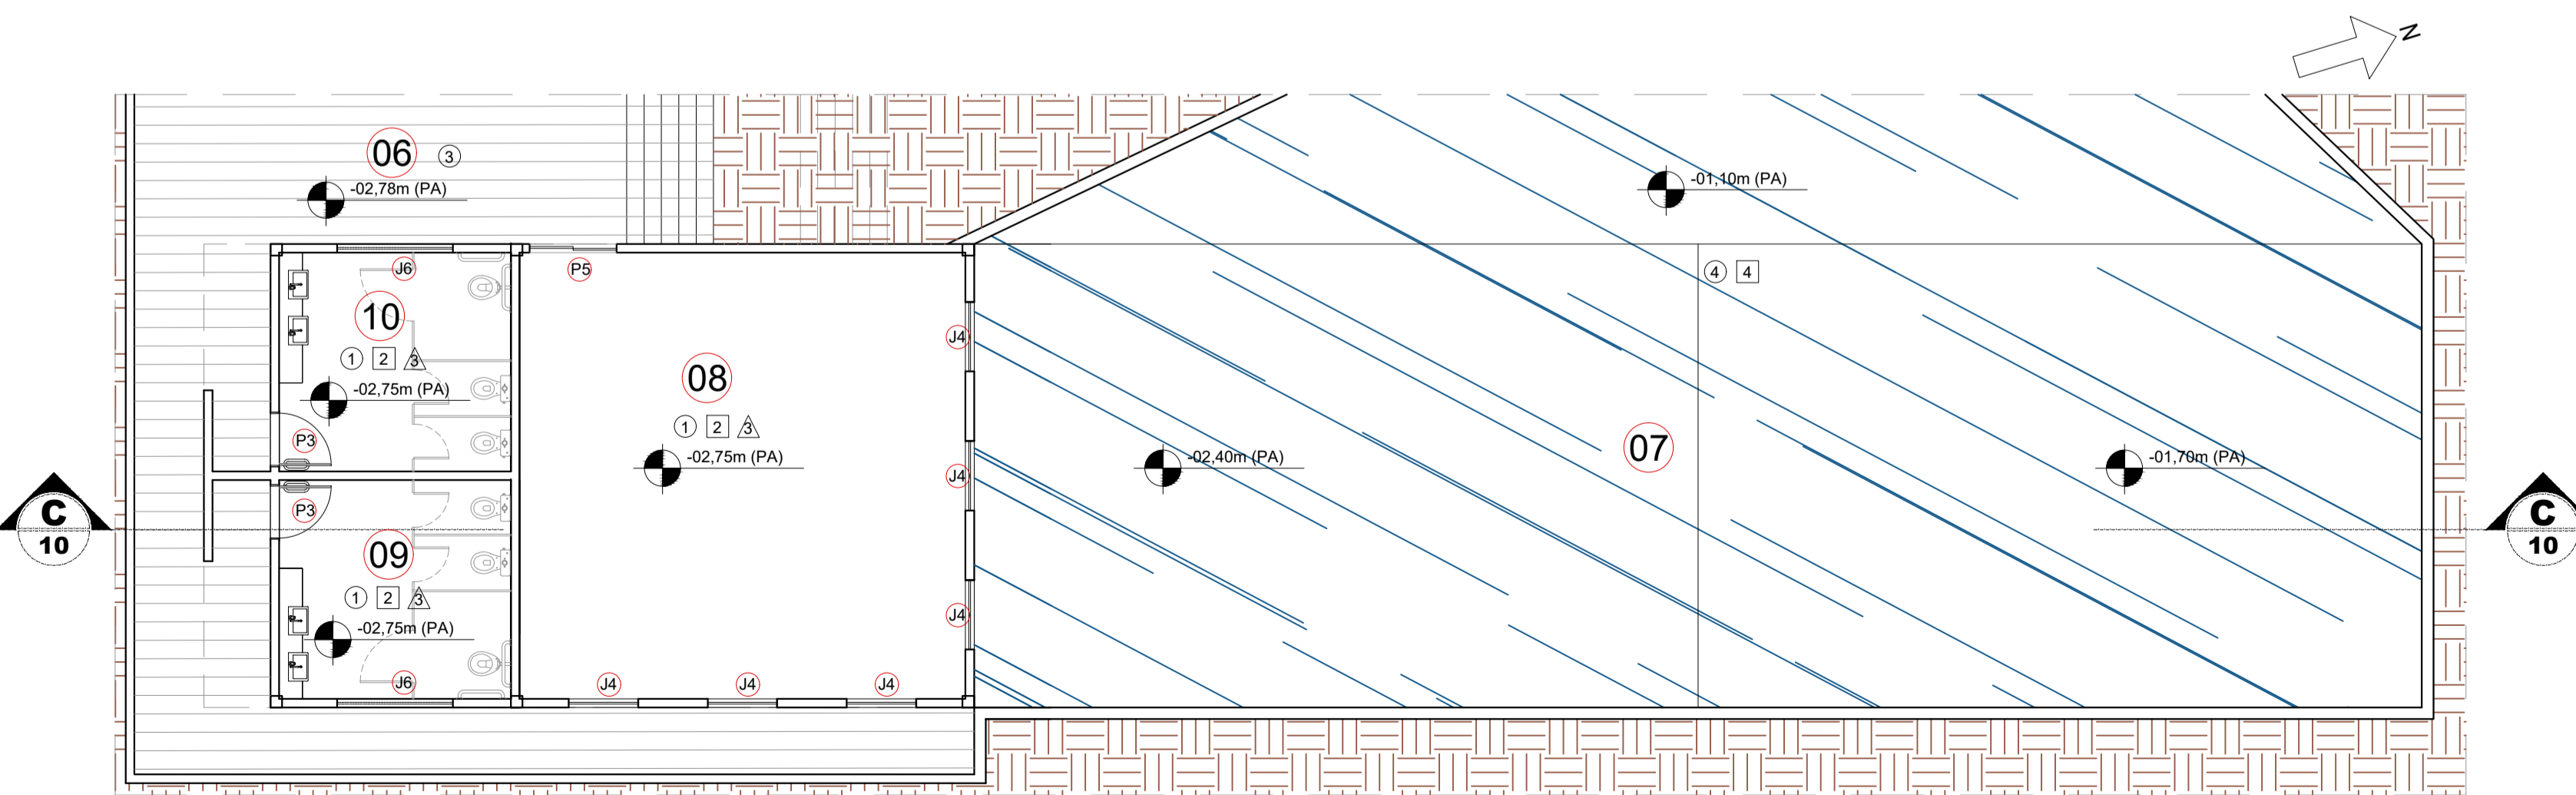 N
06 3
-02,78m (PA)
-01,10m (PA)
J6
P5
4 4
10
J4
1 2 3
08
-02,75m (PA)
1 2 3
P3
-02,75m (PA)
-02,40m (PA)
07
-01,70m (PA)
J4
C
10
P3
C
10
09
1 2 3
J4
-02,75m (PA)
J6
J4
J4
J4